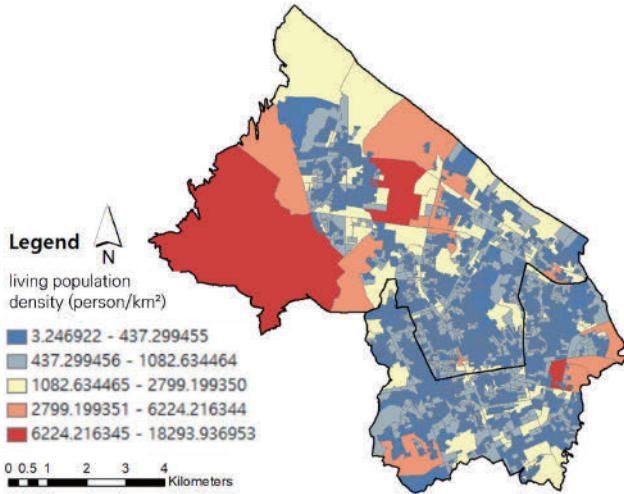 Legend
N
living population
density (person/km²)
3.246922 - 437.299455
437.299456 - 1082.634464
1082.634465 - 2799.199350
2799.199351 - 6224.216344
6224.216345 - 18293.936953
0 0.5 1 2 3 4
Kilometers